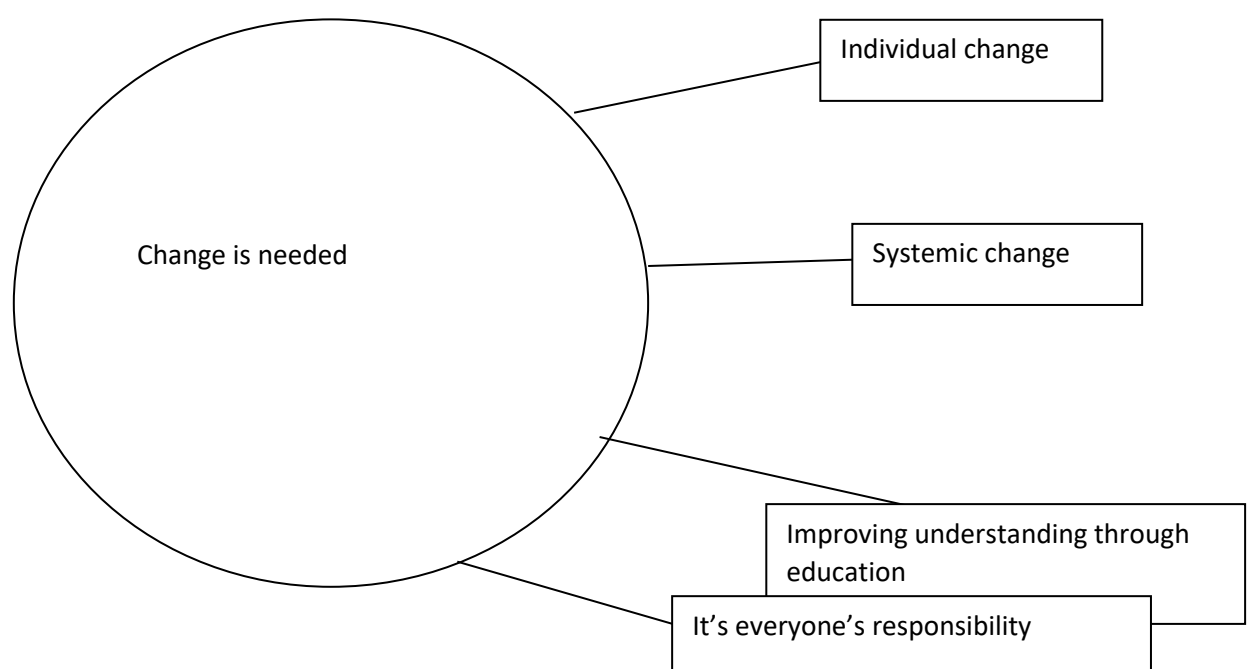 Individual change
Change is needed
Systemic change
Improving understanding through
education
It’s everyone’s responsibility